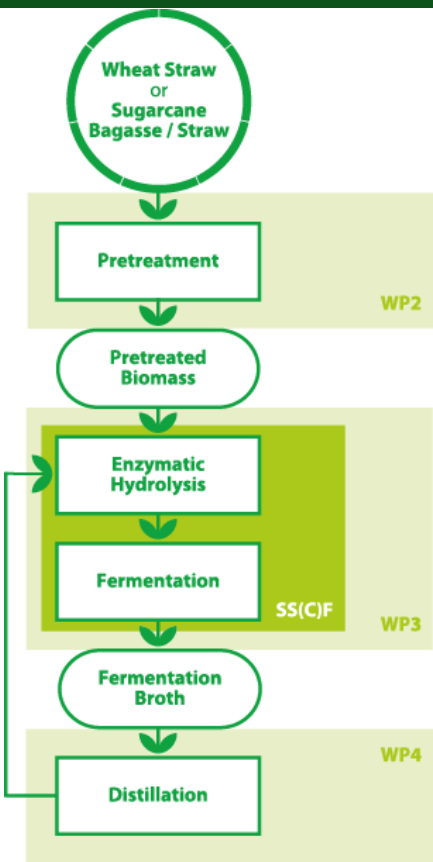 Wheat Straw
or
Sugarcane
Bagasse / Straw
Pretreatment
WP2
Pretreated
Biomass
Enzymatic
Hydrolysis
Fermentation
SS(C)F
WP3
Fermentation
Broth
WP4
Distillation